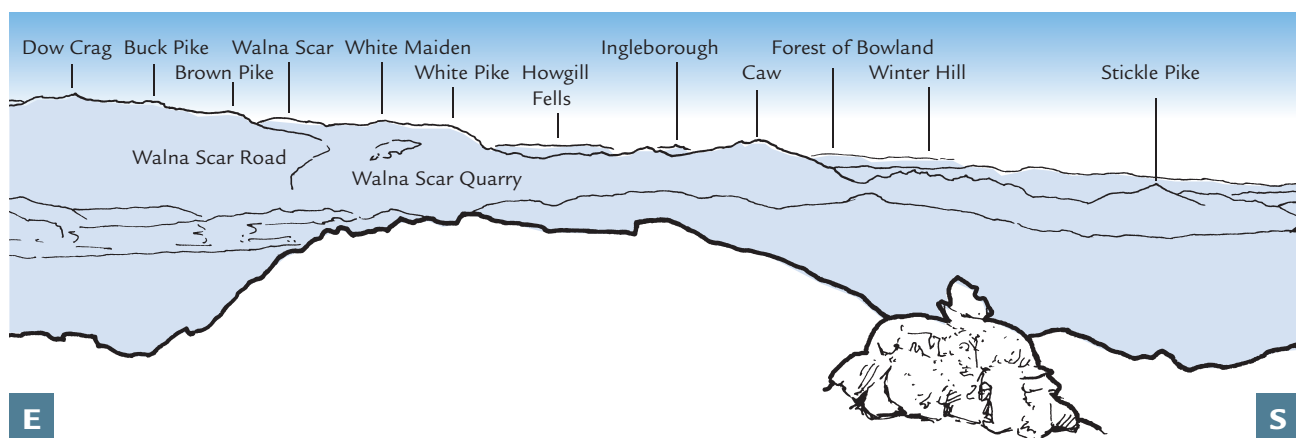 Dow Crag
Buck Pike
Walna Scar
White Maiden
Ingleborough
Forest of Bowland
Brown Pike
White Pike
Howgill
Fells
Caw
Winter Hill
Stickle Pike
Walna Scar Road
Walna Scar Quarry
E
S